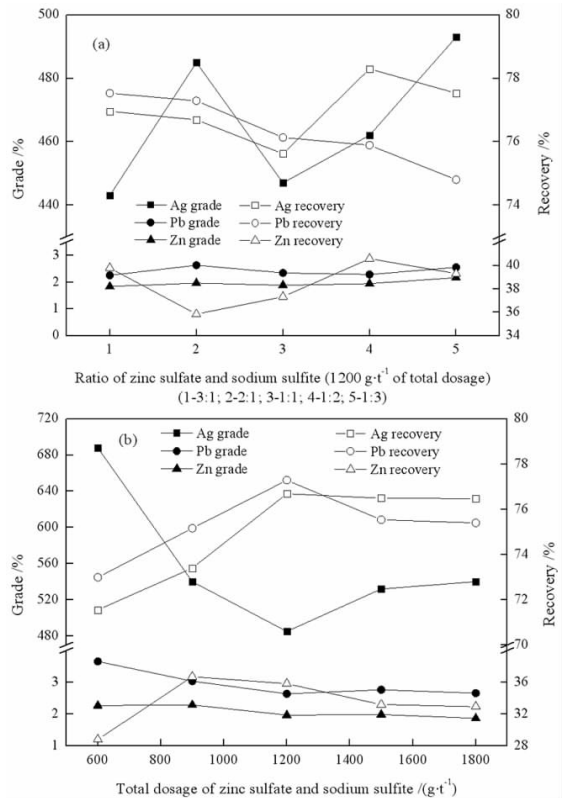 (a)
500
480
460
440
3
2
1
0
Grade /%
80
78
76
74
40
38
36
34
Recovery /%
Ag grade
Ag recovery
Pb grade
Pb recovery
Zn grade
Zn recovery
1 2 3 4 5
Ratio of zinc sulfate and sodium sulfite (1200 g·t⁻¹ of total dosage)
(1-3:1; 2-2:1; 3-1:1; 4-1:2; 5-1:3)
(b)
720
680
640
600
560
520
480
3
2
1
Grade /%
80
78
76
74
72
70
36
32
28
Recovery /%
Ag grade
Ag recovery
Pb grade
Pb recovery
Zn grade
Zn recovery
600 800 1000 1200 1400 1600 1800
Total dosage of zinc sulfate and sodium sulfite /(g·t⁻¹)